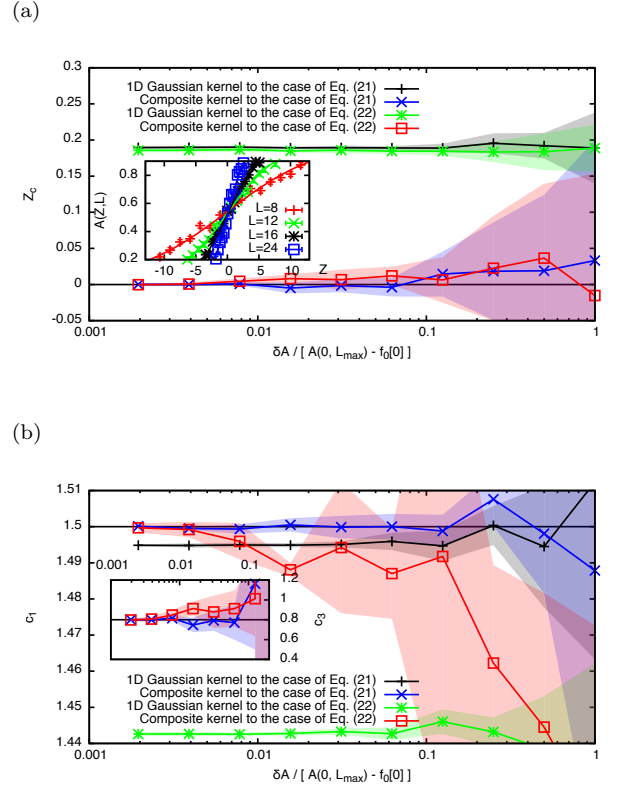 (a)
0.3
0.25
0.2
0.15
0.1
0.05
0
-0.05
Z_c
1D Gaussian kernel to the case of Eq. (21)
Composite kernel to the case of Eq. (21)
1D Gaussian kernel to the case of Eq. (22)
Composite kernel to the case of Eq. (22)
A(Z,L)
0.8
0.6
0.4
0.2
L=8
L=12
L=16
L=24
-10 -5 0 5 10 Z
0.001 0.01 0.1 1
δA / [ A(0, L_max) - f_0[0] ]
(b)
1.51
1.5
1.49
1.48
1.47
1.46
1.45
1.44
c_1
0.001 0.01 0.1
1.2
1
0.8
0.6
0.4
c_3
1D Gaussian kernel to the case of Eq. (21)
Composite kernel to the case of Eq. (21)
1D Gaussian kernel to the case of Eq. (22)
Composite kernel to the case of Eq. (22)
0.001 0.01 0.1 1
δA / [ A(0, L_max) - f_0[0] ]